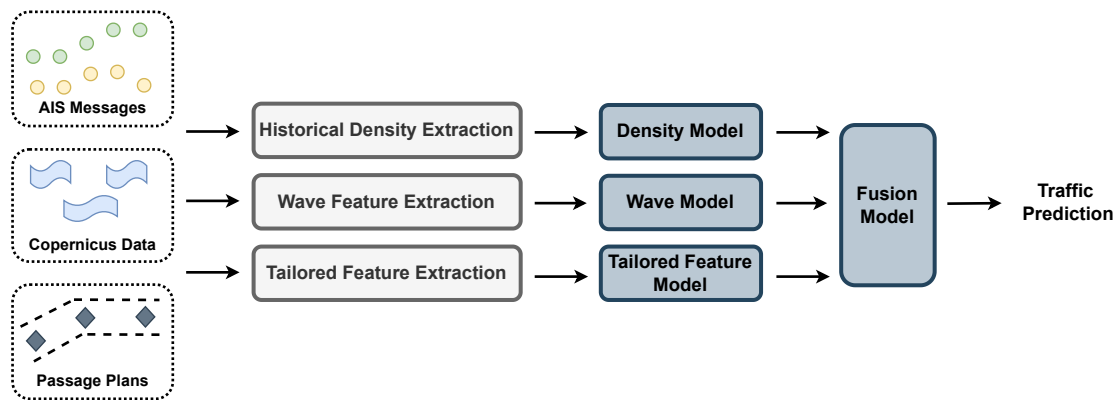 AIS Messages
Copernicus Data
Passage Plans
Historical Density Extraction
Wave Feature Extraction
Tailored Feature Extraction
Density Model
Wave Model
Tailored Feature
Model
Fusion
Model
Traffic
Prediction